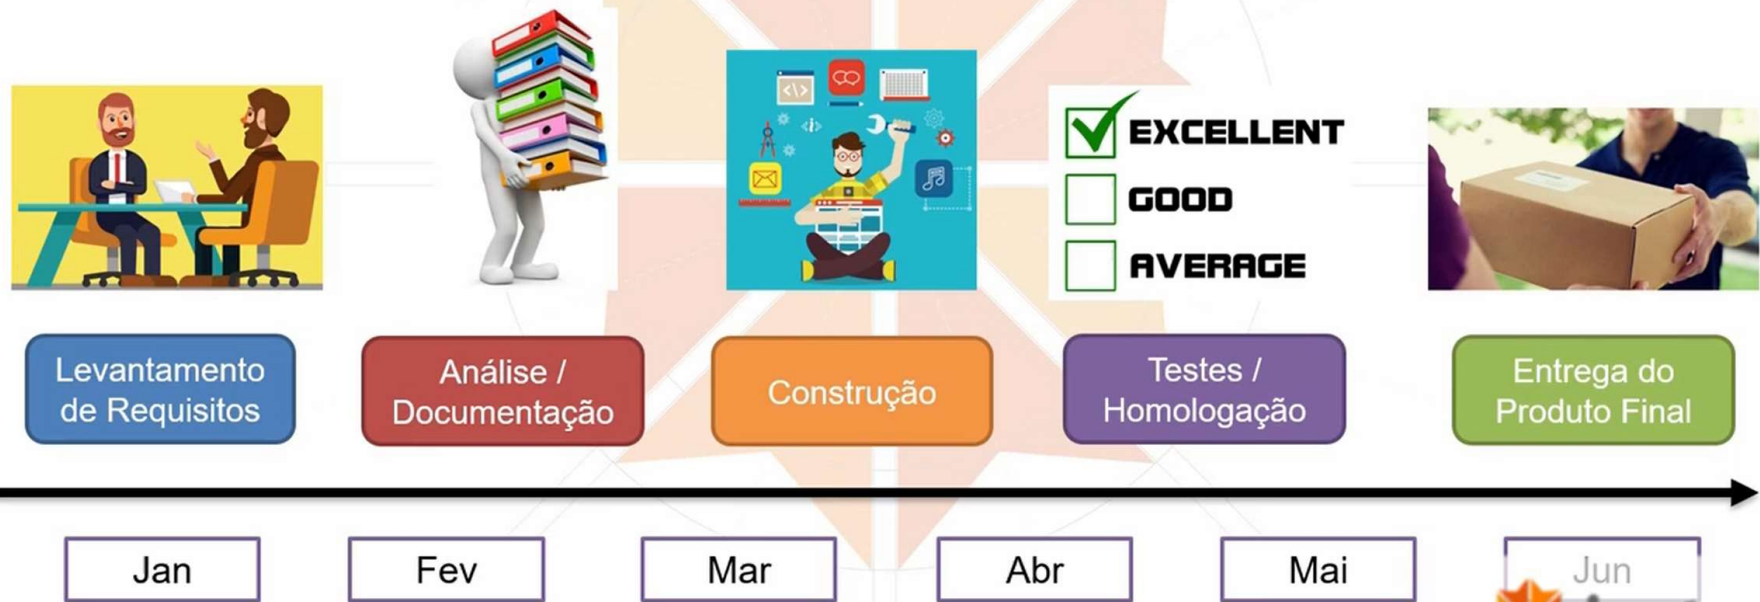 EXCELLENT
GOOD
AVERAGE
Levantamento
de Requisitos
Análise /
Documentação
Construção
Testes /
Homologação
Entrega do
Produto Final
Jan
Fev
Mar
Abr
Mai
Jun